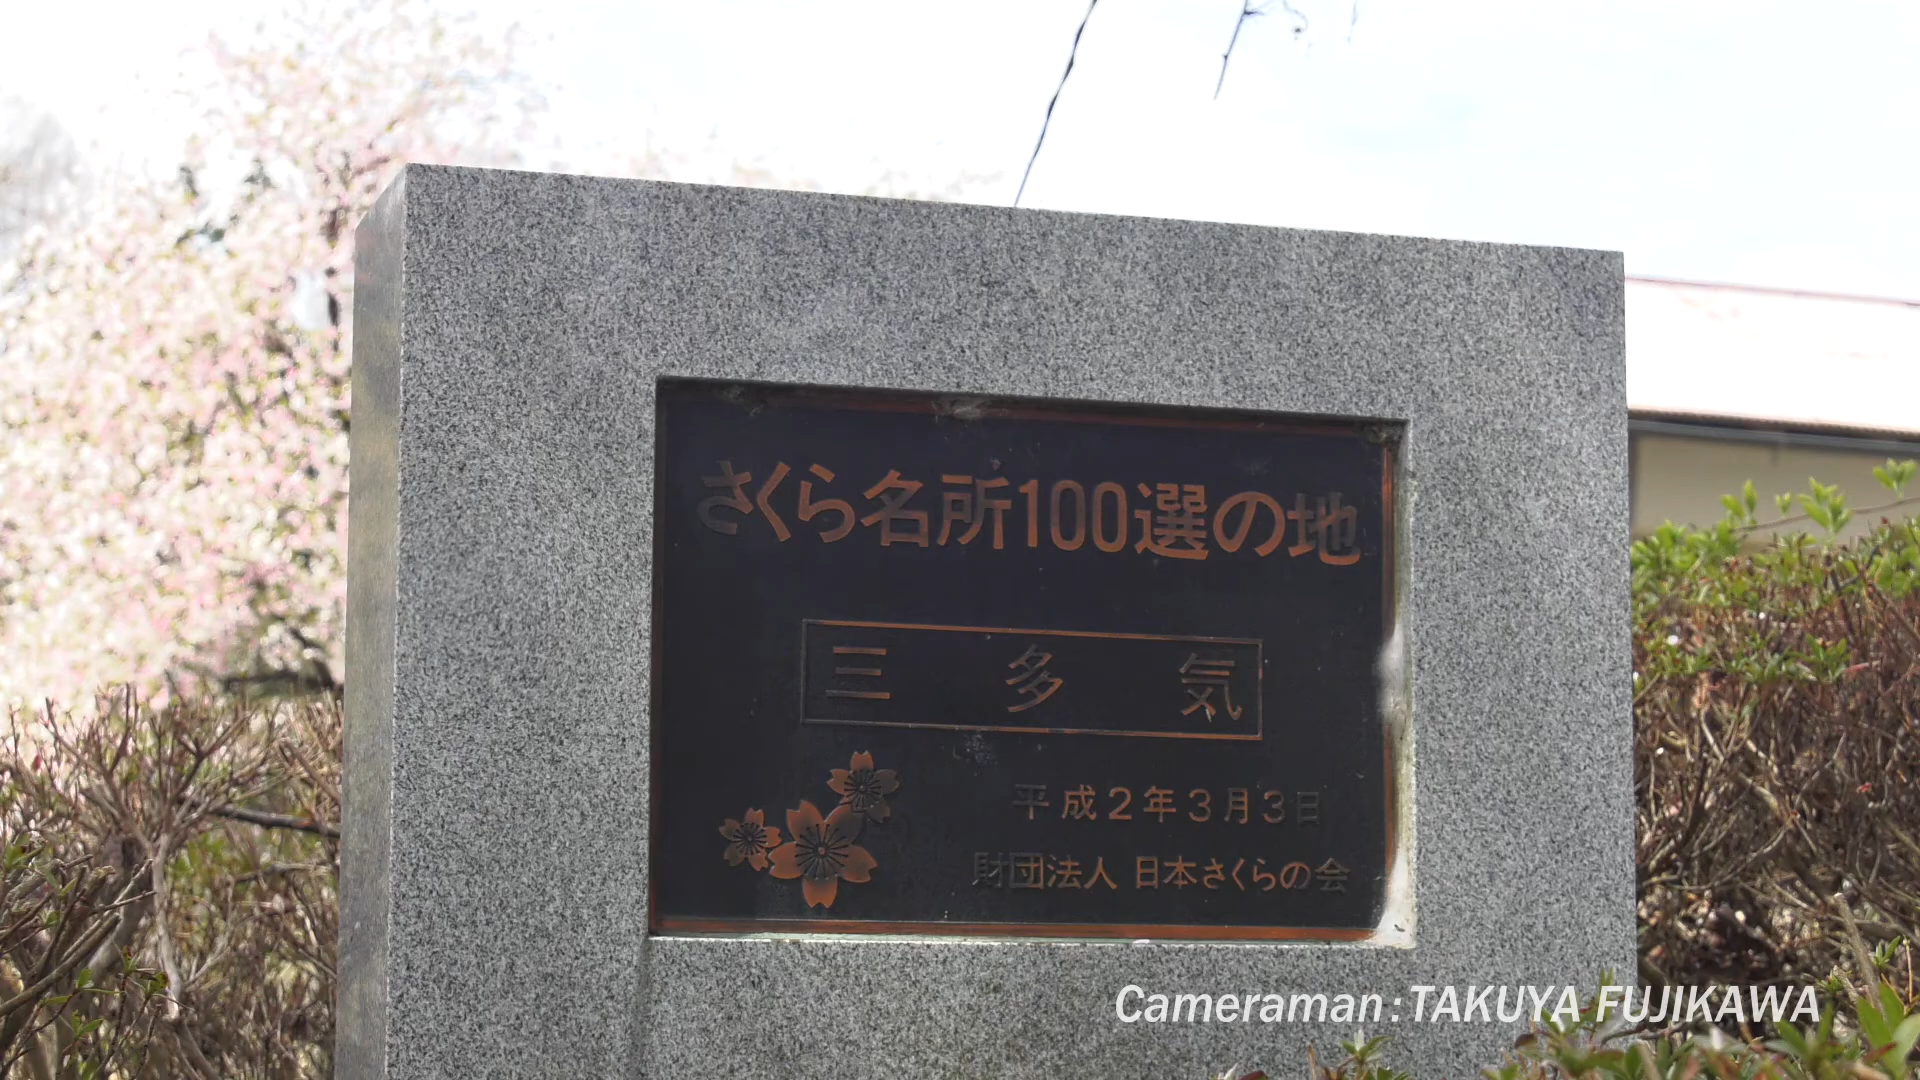 さくら名所100選の地
三多気
平成2年3月3日
財団法人 日本さくらの会
Cameraman : TAKUYA FUJIKAWA